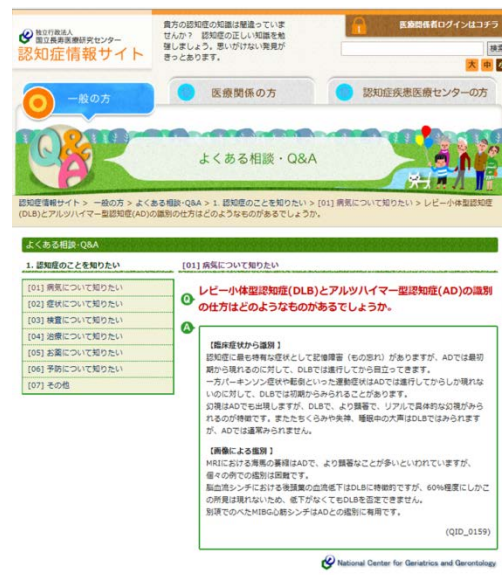 独立行政法人
国立長寿医療研究センター
認知症情報サイト
貴方の認知症の知識は間違っていま
せんか？ 認知症の正しい知識を勉
強しましょう。思いがけない発見が
きっとあります。
医療関係者ログインはコチラ
検索
大 中
一般の方
医療関係の方
認知症疾患医療センターの方
Q&A
よくある相談・Q&A
認知症情報サイト > 一般の方 > よくある相談・Q&A > 1. 認知症のことを知りたい > [01] 病気について知りたい > レビー小体型認知症
(DLB)とアルツハイマー型認知症(AD)の識別の仕方はどのようなものがあるでしょうか。
よくある相談・Q&A
1. 認知症のことを知りたい
[01] 病気について知りたい
[02] 症状について知りたい
[03] 検査について知りたい
[04] 治療について知りたい
[05] お薬について知りたい
[06] 予防について知りたい
[07] その他
[01] 病気について知りたい
Q
レビー小体型認知症(DLB)とアルツハイマー型認知症(AD)の識別
の仕方はどのようなものがあるでしょうか。
A
【臨床症状から識別】
認知症に最も特有な症状として記憶障害（もの忘れ）がありますが、ADでは最初
期から現れるのに対して、DLBでは進行してから目立ってきます。
一方パーキンソン症状や転倒といった運動症状はADでは進行してからしか現れな
いのに対して、DLBでは初期からみられることがあります。
幻視はADでも出現しますが、DLBで、より顕著で、リアルで具体的な幻視がみら
れるのが特徴です。またたちくらみや失神、睡眠中の大声はDLBではみられます
が、ADでは通常みられません。
【画像による鑑別】
MRIにおける海馬の萎縮はADで、より顕著なことが多いといわれていますが、
個々の例での鑑別は困難です。
脳血流シンチにおける後頭葉の血流低下はDLBに特徴的ですが、60%程度にしかこ
の所見は現れないため、低下がなくてもDLBを否定できません。
別項でのべたMIBG心筋シンチはADとの鑑別に有用です。
(QID_0159)
National Center for Geriatrics and Gerontology